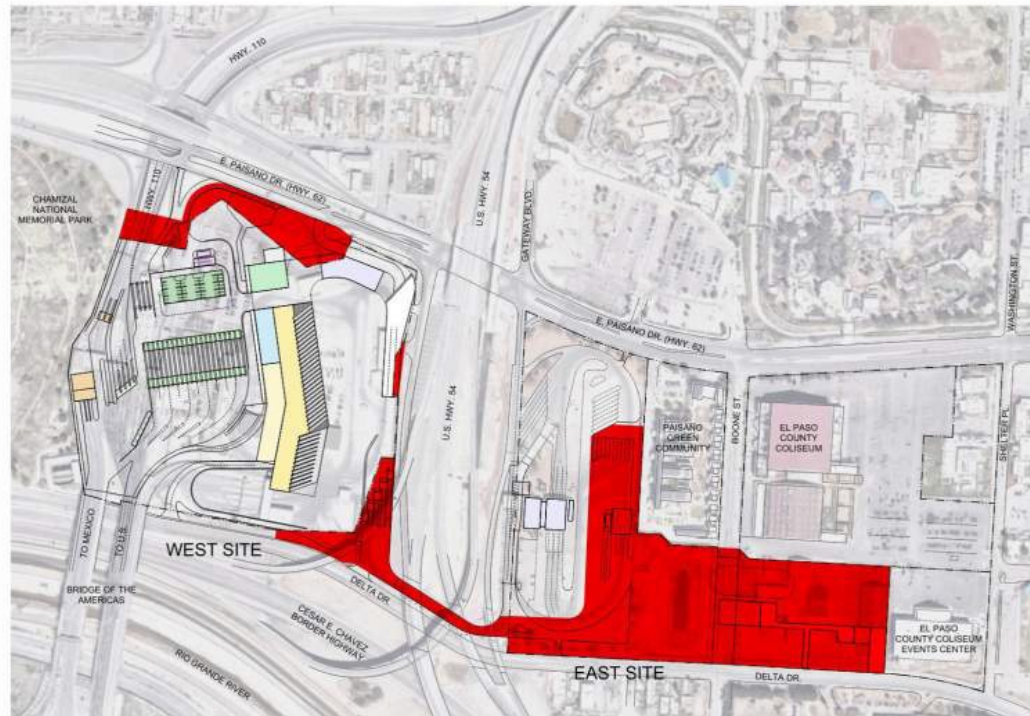 HWY. 110
E. PAISANO DR. (HWY. 62)
CHAMIZAL
NATIONAL
MEMORIAL PARK
HWY. 110
U.S. HWY. 54
GATEWAY BLVD.
WASHINGTON ST.
E. PAISANO DR. (HWY. 62)
U.S. HWY. 54
PAISANO
GREEN
COMMUNITY
BOONE ST.
EL PASO
COUNTY
COLISEUM
SHELTER PL.
TO MEXICO
TO U.S.
WEST SITE
BRIDGE OF THE
AMERICAS
DELTA DR.
CESAR E. CHAVEZ
BORDER HIGHWAY
RIO GRANDE RIVER
EAST SITE
DELTA DR.
EL PASO
COUNTY COLISEUM
EVENTS CENTER